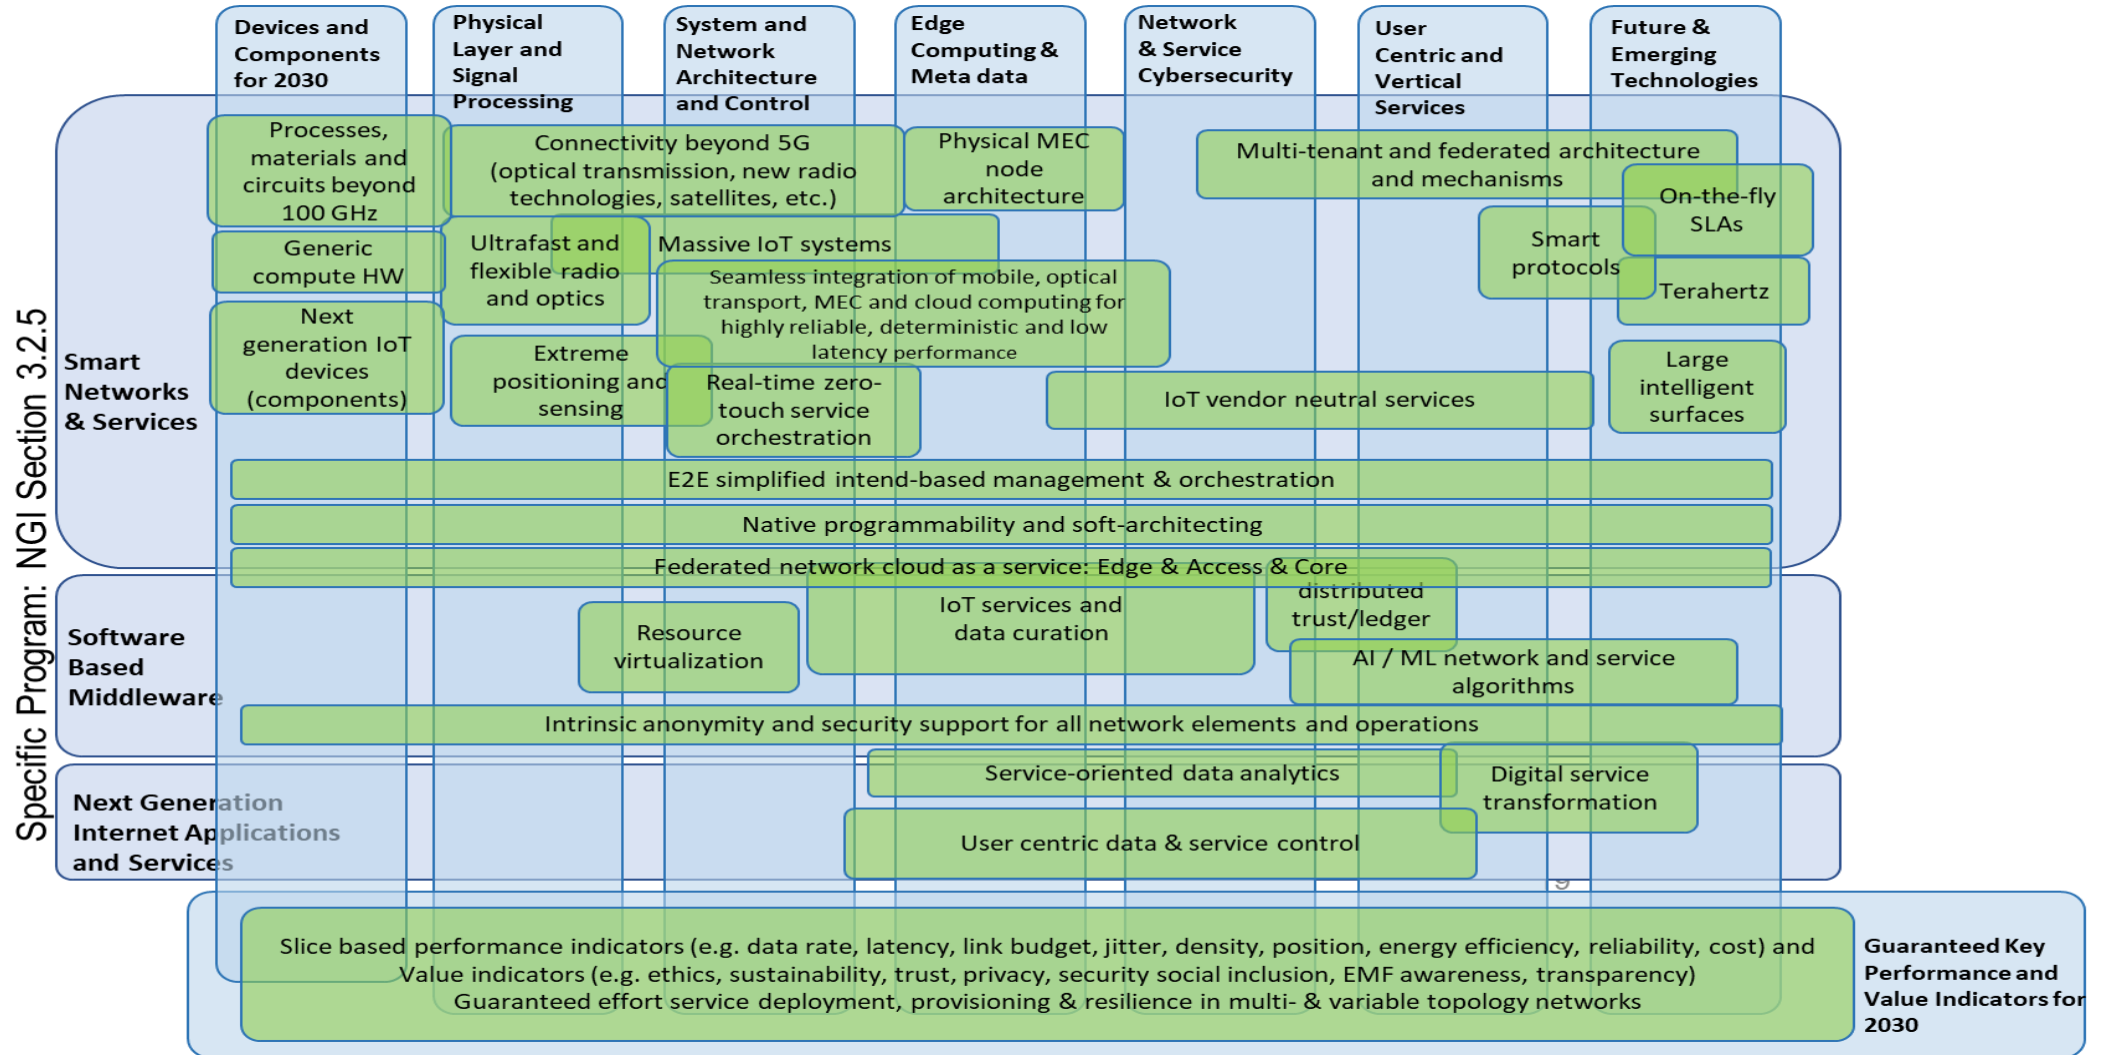 Devices and
Components
for 2030
Physical
Layer and
Signal
Processing
System and
Network
Architecture
and Control
Edge
Computing &
Meta data
Network
& Service
Cybersecurity
User
Centric and
Vertical
Services
Future &
Emerging
Technologies
Specific Program: NGI Section 3.2.5
Smart
Networks
& Services
Processes,
materials and
circuits beyond
100 GHz
Connectivity beyond 5G
(optical transmission, new radio
technologies, satellites, etc.)
Physical MEC
node
architecture
Multi-tenant and federated architecture
and mechanisms
On-the-fly
SLAs
Generic
compute HW
Ultrafast and
flexible radio
and optics
Massive IoT systems
Smart
protocols
Seamless integration of mobile, optical
transport, MEC and cloud computing for
highly reliable, deterministic and low
latency performance
Terahertz
Next
generation IoT
devices
(components)
Extreme
positioning and
sensing
Real-time zero-
touch service
orchestration
IoT vendor neutral services
Large
intelligent
surfaces
E2E simplified intend-based management & orchestration
Native programmability and soft-architecting
Federated network cloud as a service: Edge & Access & Core
Software
Based
Middleware
Resource
virtualization
IoT services and
data curation
distributed
trust/ledger
AI / ML network and service
algorithms
Intrinsic anonymity and security support for all network elements and operations
Next Generation
Internet Applications
and Services
Service-oriented data analytics
Digital service
transformation
User centric data & service control
9
Slice based performance indicators (e.g. data rate, latency, link budget, jitter, density, position, energy efficiency, reliability, cost) and
Value indicators (e.g. ethics, sustainability, trust, privacy, security social inclusion, EMF awareness, transparency)
Guaranteed effort service deployment, provisioning & resilience in multi- & variable topology networks
Guaranteed Key
Performance and
Value Indicators for
2030